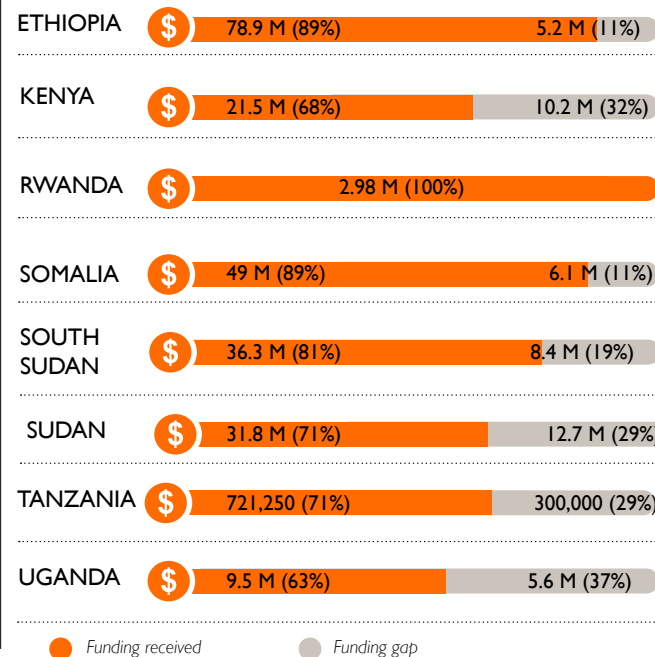 ETHIOPIA $ 78.9 M (89%) 5.2 M (11%)
KENYA $ 21.5 M (68%) 10.2 M (32%)
RWANDA $ 2.98 M (100%)
SOMALIA $ 49 M (89%) 6.1 M (11%)
SOUTH
SUDAN $ 36.3 M (81%) 8.4 M (19%)
SUDAN $ 31.8 M (71%) 12.7 M (29%)
TANZANIA $ 721,250 (71%) 300,000 (29%)
UGANDA $ 9.5 M (63%) 5.6 M (37%)
Funding received Funding gap